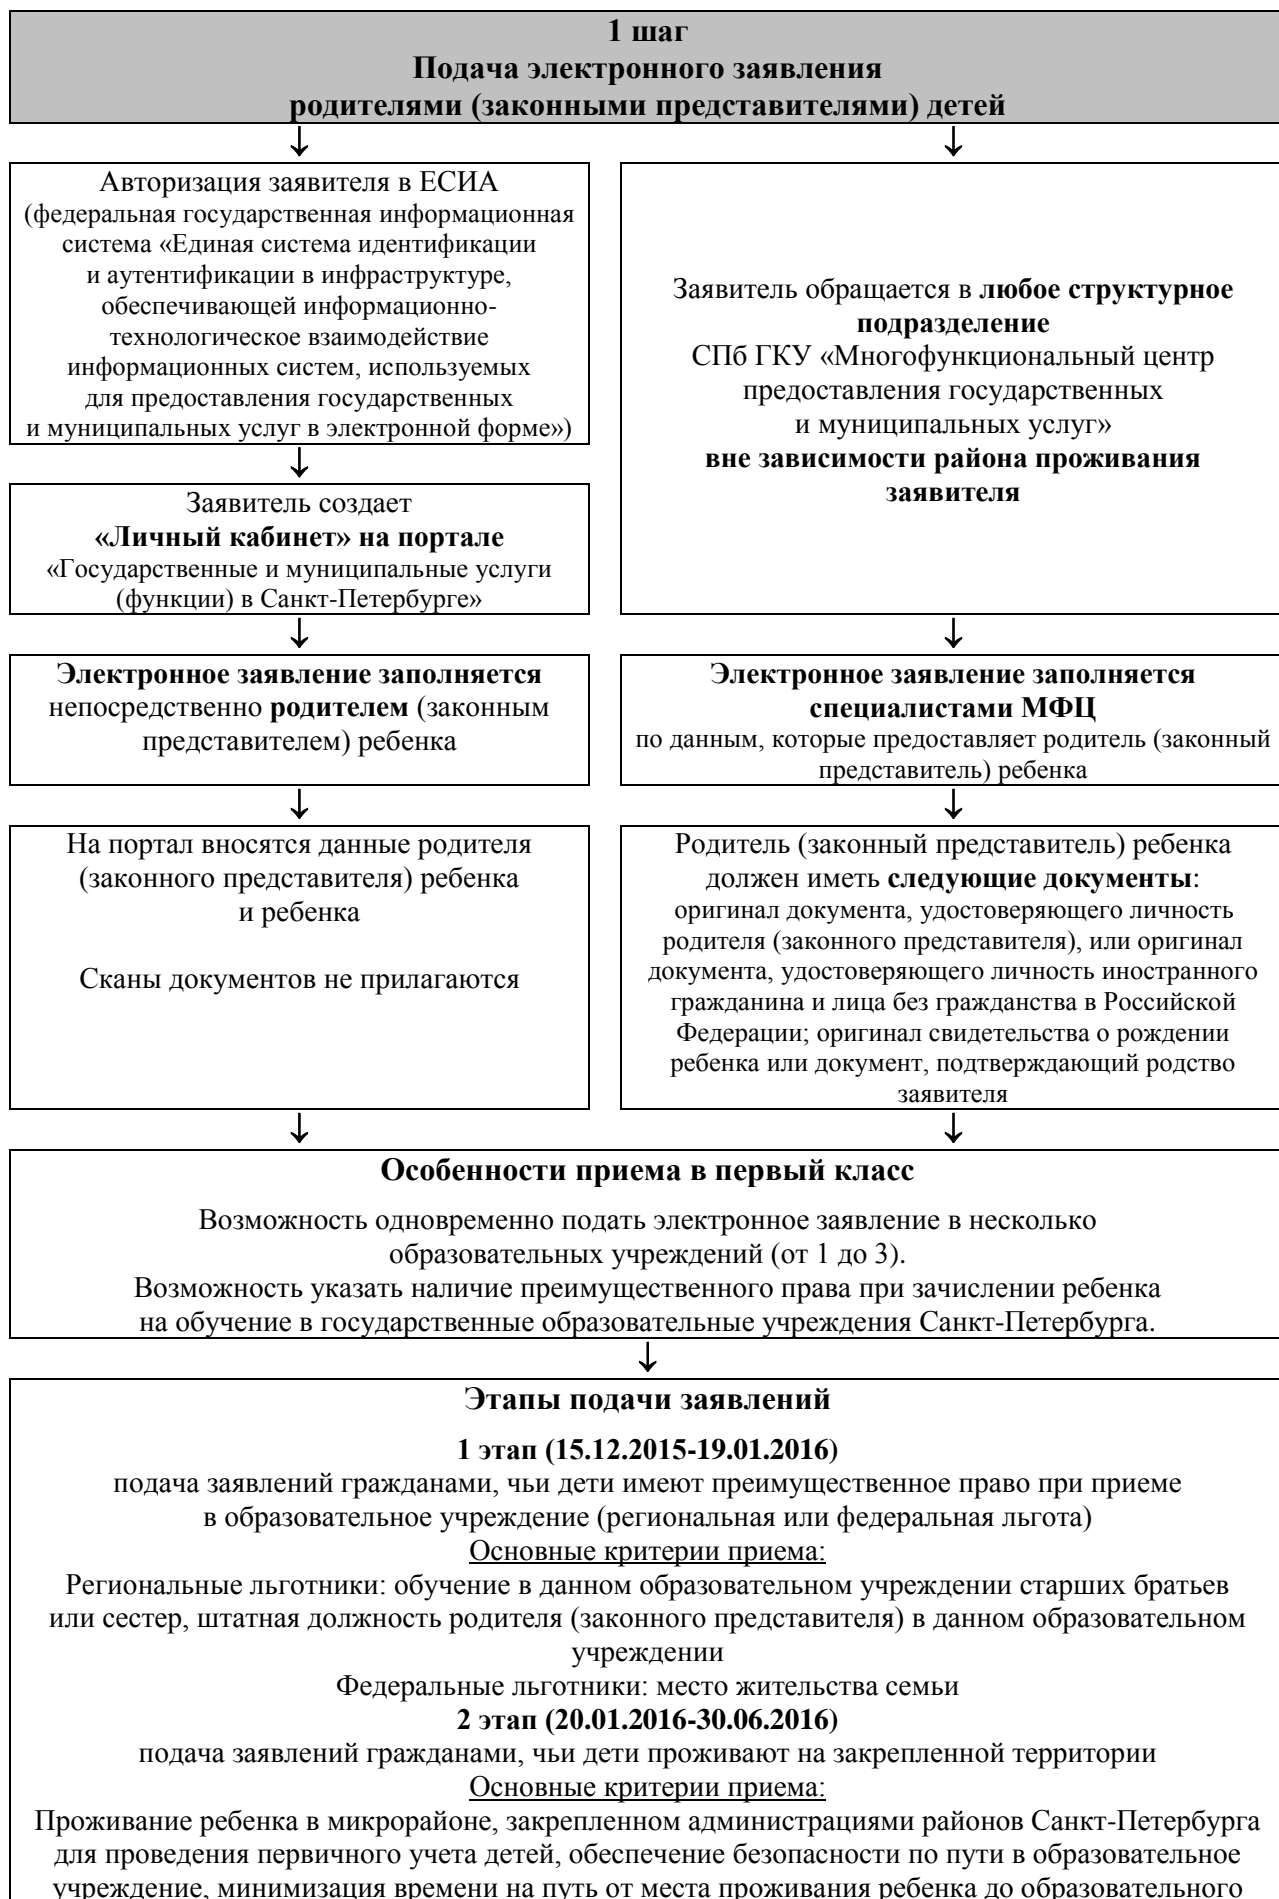 1 шаг
Подача электронного заявления
родителями (законными представителями) детей
Авторизация заявителя в ЕСИА
(федеральная государственная информационная
система «Единая система идентификации
и аутентификации в инфраструктуре,
обеспечивающей информационно-
технологическое взаимодействие
информационных систем, используемых
для предоставления государственных
и муниципальных услуг в электронной форме»)
Заявитель создает
«Личный кабинет» на портале
«Государственные и муниципальные услуги
(функции) в Санкт-Петербурге»
Заявитель обращается в любое структурное
подразделение
СПб ГКУ «Многофункциональный центр
предоставления государственных
и муниципальных услуг»
вне зависимости района проживания
заявителя
Электронное заявление заполняется
непосредственно родителем (законным
представителем) ребенка
Электронное заявление заполняется
специалистами МФЦ
по данным, которые предоставляет родитель (законный
представитель) ребенка
На портал вносятся данные родителя
(законного представителя) ребенка
и ребенка
Сканы документов не прилагаются
Родитель (законный представитель) ребенка
должен иметь следующие документы:
оригинал документа, удостоверяющего личность
родителя (законного представителя), или оригинал
документа, удостоверяющего личность иностранного
гражданина и лица без гражданства в Российской
Федерации; оригинал свидетельства о рождении
ребенка или документ, подтверждающий родство
заявителя
Особенности приема в первый класс
Возможность одновременно подать электронное заявление в несколько
образовательных учреждений (от 1 до 3).
Возможность указать наличие преимущественного права при зачислении ребенка
на обучение в государственные образовательные учреждения Санкт-Петербурга.
Этапы подачи заявлений
1 этап (15.12.2015-19.01.2016)
подача заявлений гражданами, чьи дети имеют преимущественное право при приеме
в образовательное учреждение (региональная или федеральная льгота)
Основные критерии приема:
Региональные льготники: обучение в данном образовательном учреждении старших братьев
или сестер, штатная должность родителя (законного представителя) в данном образовательном
учреждении
Федеральные льготники: место жительства семьи
2 этап (20.01.2016-30.06.2016)
подача заявлений гражданами, чьи дети проживают на закрепленной территории
Основные критерии приема:
Проживание ребенка в микрорайоне, закрепленном администрациями районов Санкт-Петербурга
для проведения первичного учета детей, обеспечение безопасности по пути в образовательное
учреждение, минимизация времени на путь от места проживания ребенка до образовательного